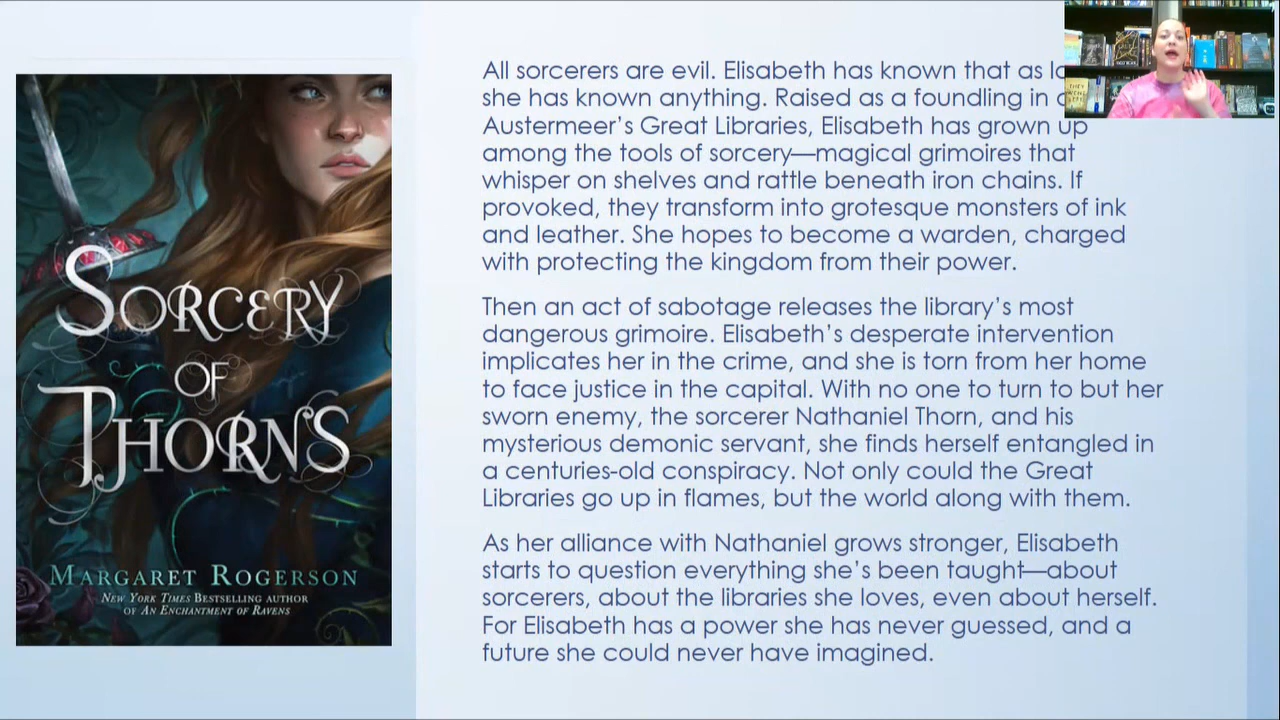 SORCERY
OF
THORNS
MARGARET ROGERSON
NEW YORK TIMES BESTSELLING AUTHOR
OF AN ENCHANTMENT OF RAVENS
All sorcerers are evil. Elisabeth has known that as
she has known anything. Raised as a foundling in
Austermeer’s Great Libraries, Elisabeth has grown up
among the tools of sorcery—magical grimoires that
whisper on shelves and rattle beneath iron chains. If
provoked, they transform into grotesque monsters of ink
and leather. She hopes to become a warden, charged
with protecting the kingdom from their power.
Then an act of sabotage releases the library’s most
dangerous grimoire. Elisabeth’s desperate intervention
implicates her in the crime, and she is torn from her home
to face justice in the capital. With no one to turn to but her
sworn enemy, the sorcerer Nathaniel Thorn, and his
mysterious demonic servant, she finds herself entangled in
a centuries-old conspiracy. Not only could the Great
Libraries go up in flames, but the world along with them.
As her alliance with Nathaniel grows stronger, Elisabeth
starts to question everything she’s been taught—about
sorcerers, about the libraries she loves, even about herself.
For Elisabeth has a power she has never guessed, and a
future she could never have imagined.